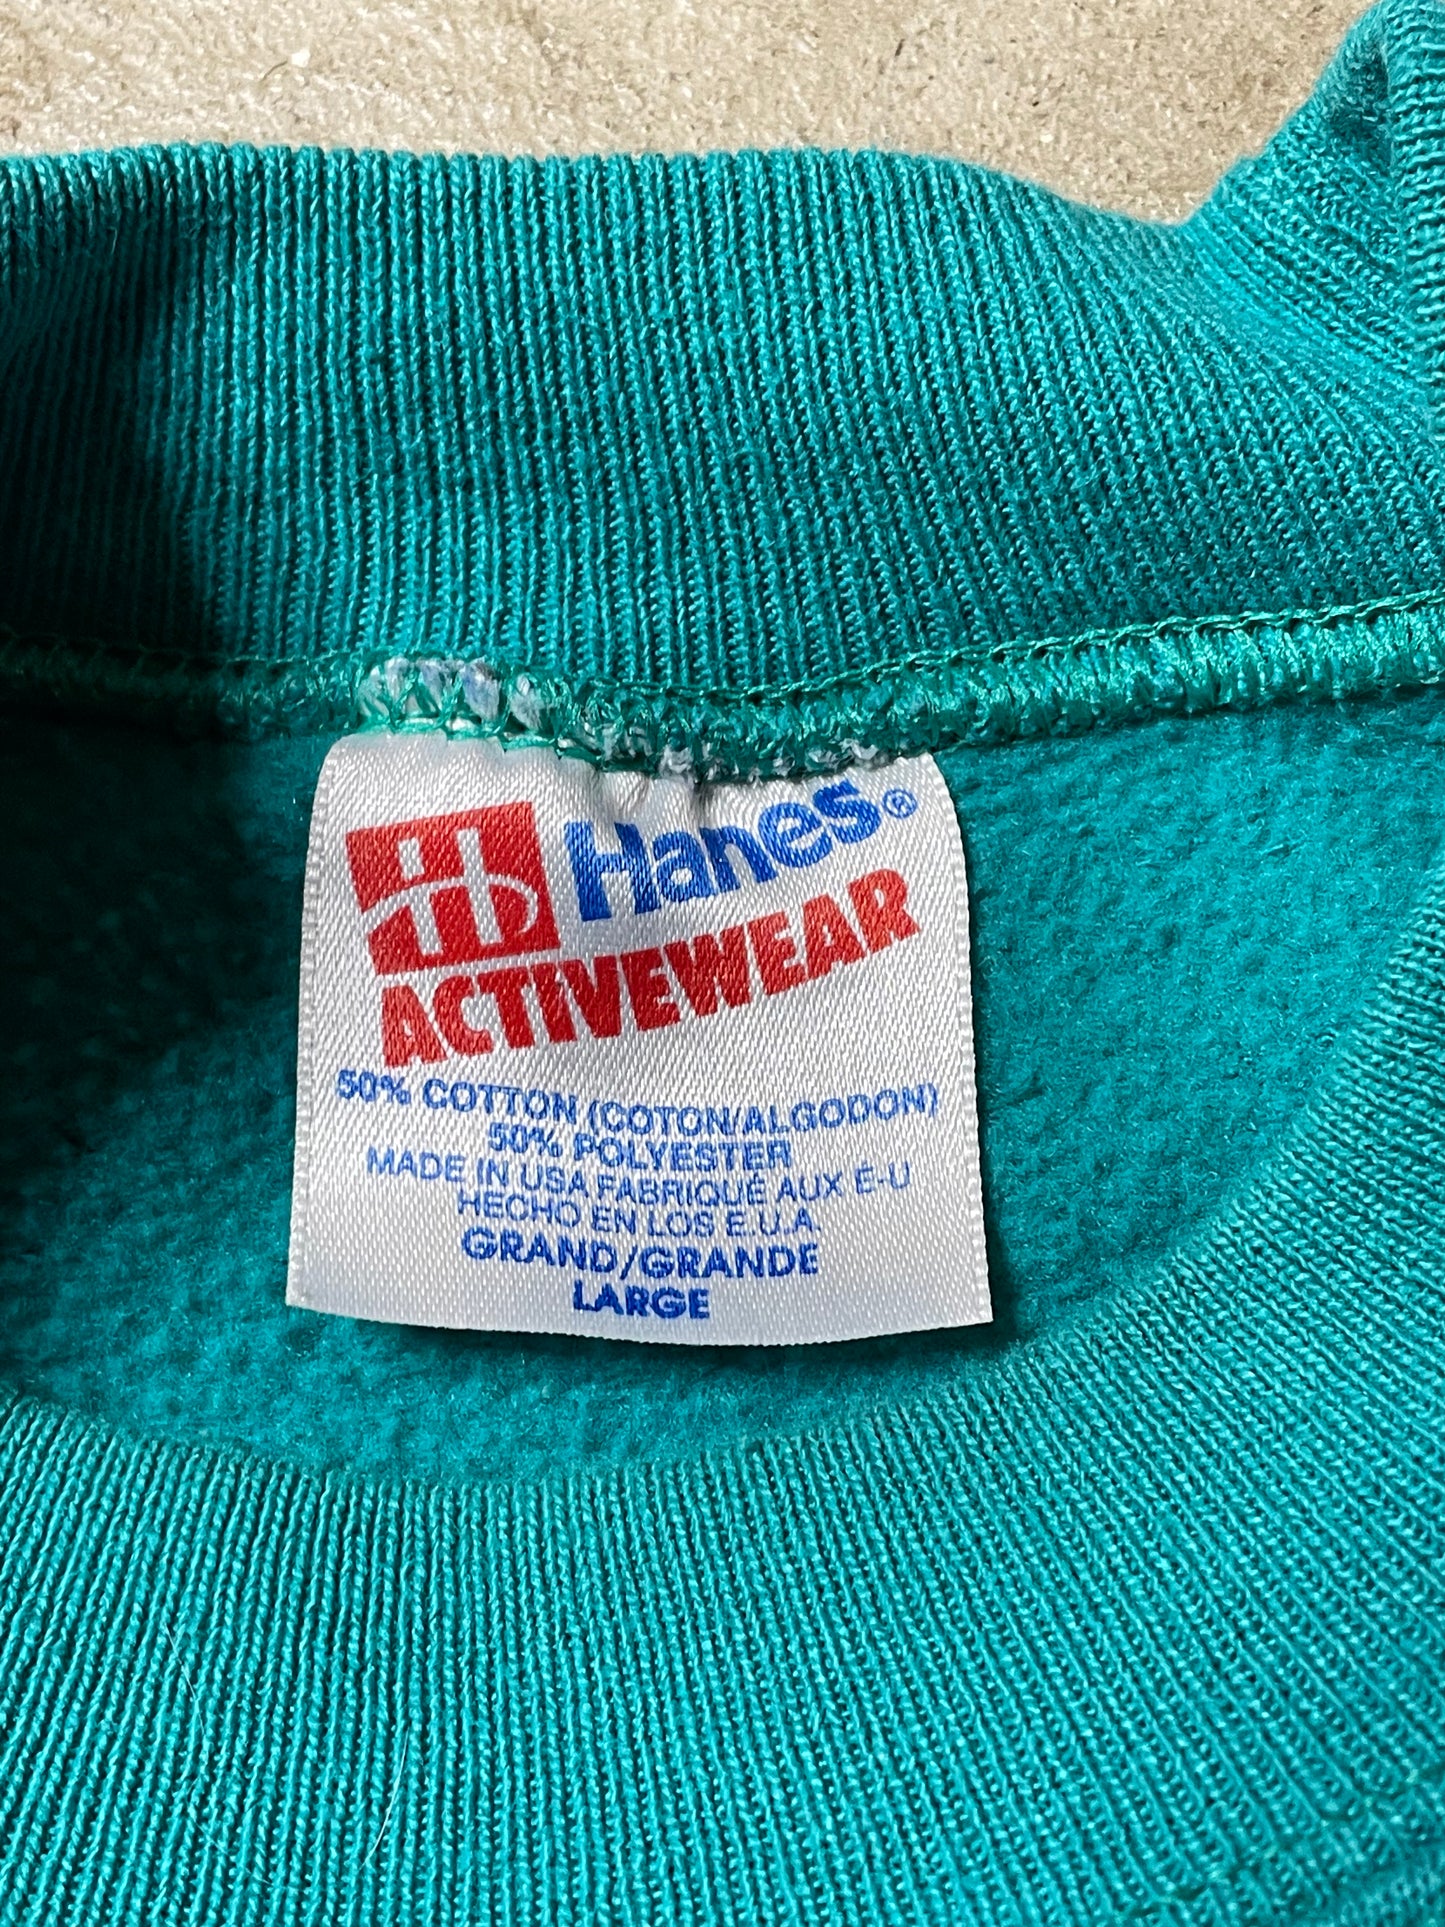 Hanes®
ACTIVEWEAR
50% COTTON (COTON/ALGODON)
50% POLYESTER
MADE IN USA FABRIQUÉ AUX É-U
HECHO EN LOS E.U.A.
GRAND/GRANDE
LARGE